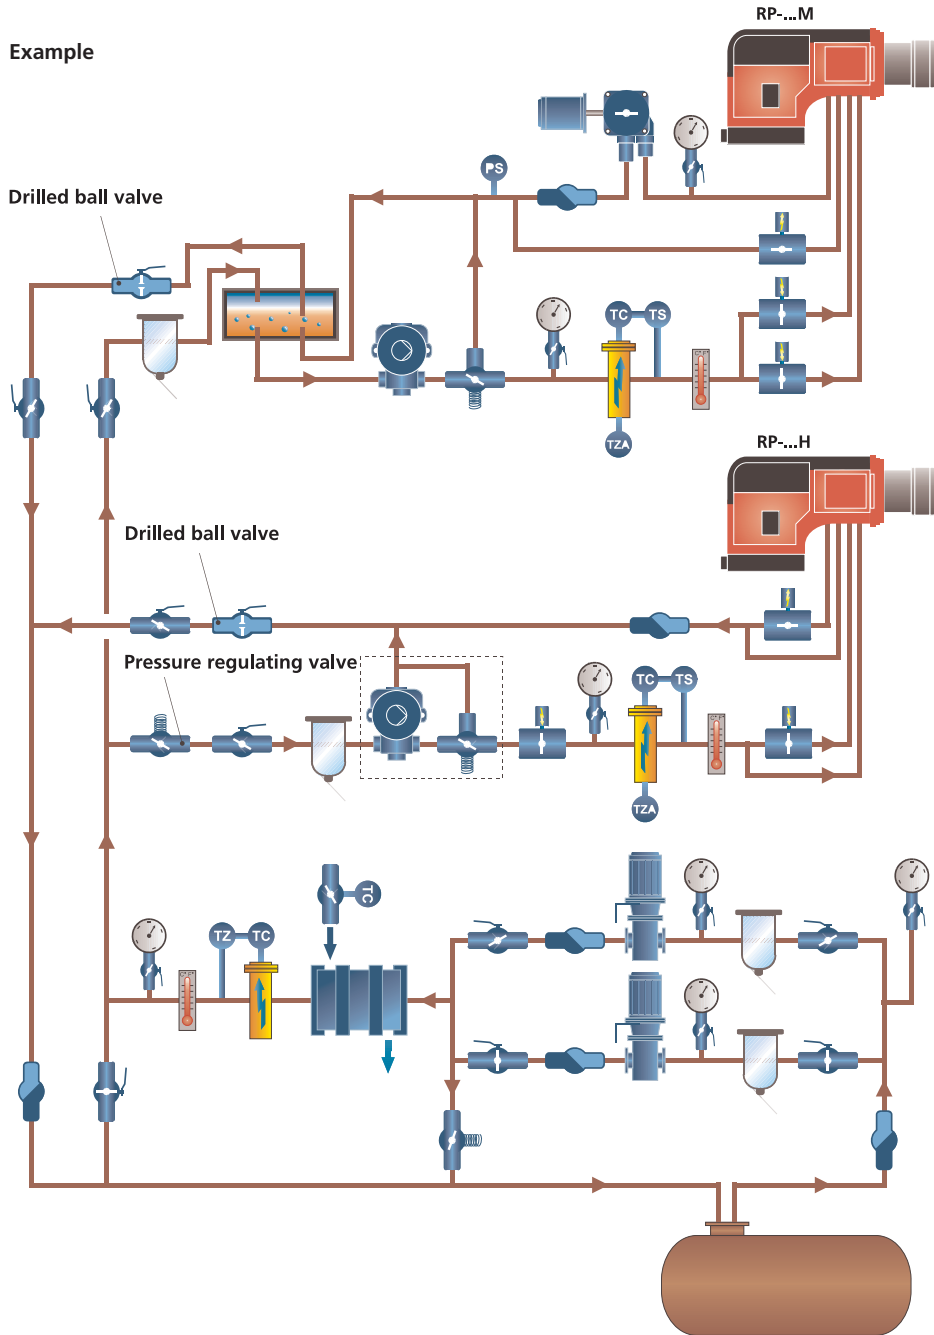 RP-...M
Example
PS
Drilled ball valve
TC TS
TZA
RP-...H
Drilled ball valve
Pressure regulating valve
TC TS
TZA
TC
TZ TC